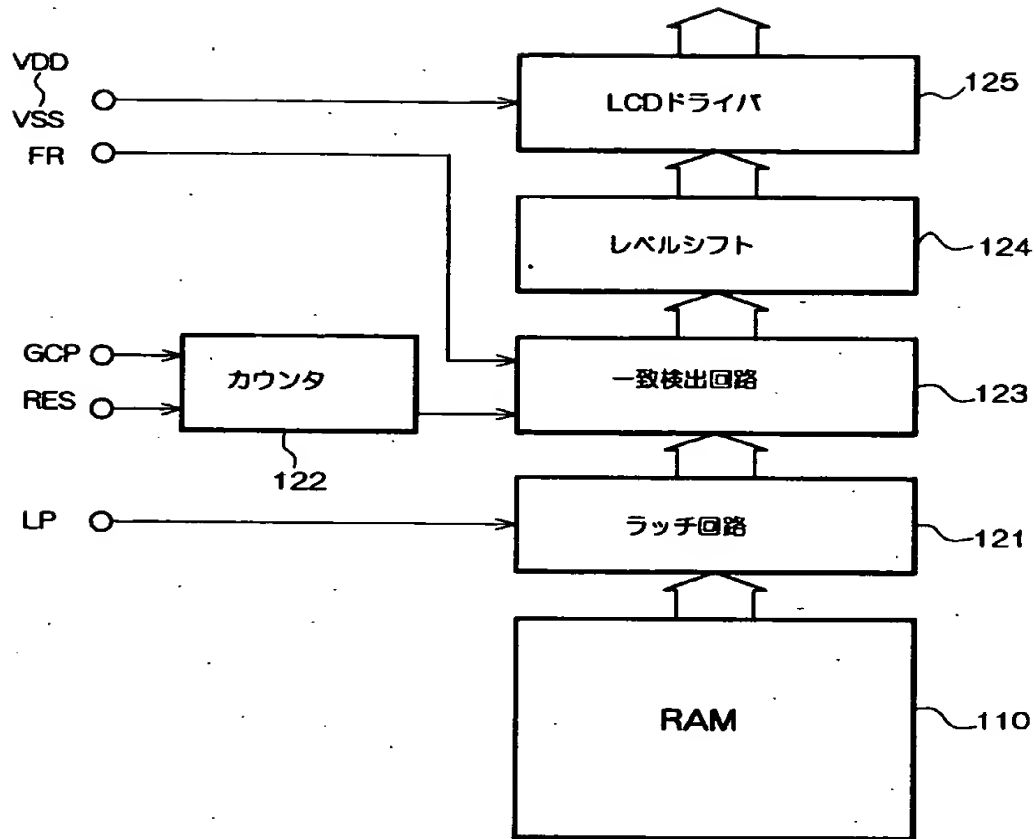 VDD
VSS
FR
LCDドライバ
125
レベルシフト
124
GCP
RES
カウンタ
122
一致検出回路
123
LP
ラッチ回路
121
RAM
110